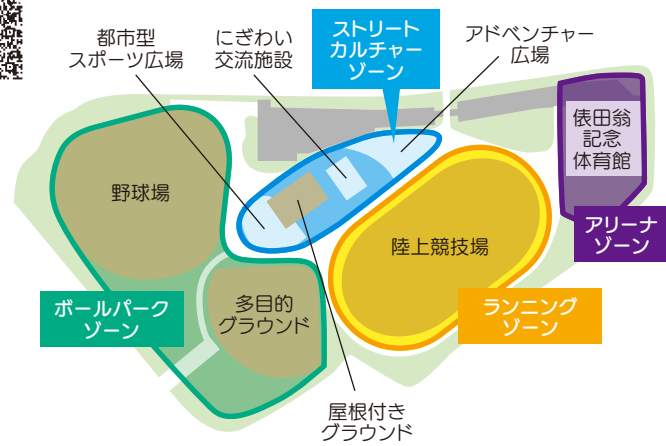 都市型
スポーツ広場
にぎわい
交流施設
ストリート
カルチャー
ゾーン
アドベンチャー
広場
俵田翁
記念
体育館
野球場
アリーナ
ゾーン
陸上競技場
ボールパーク
ゾーン
多目的
グラウンド
ランニング
ゾーン
屋根付き
グラウンド